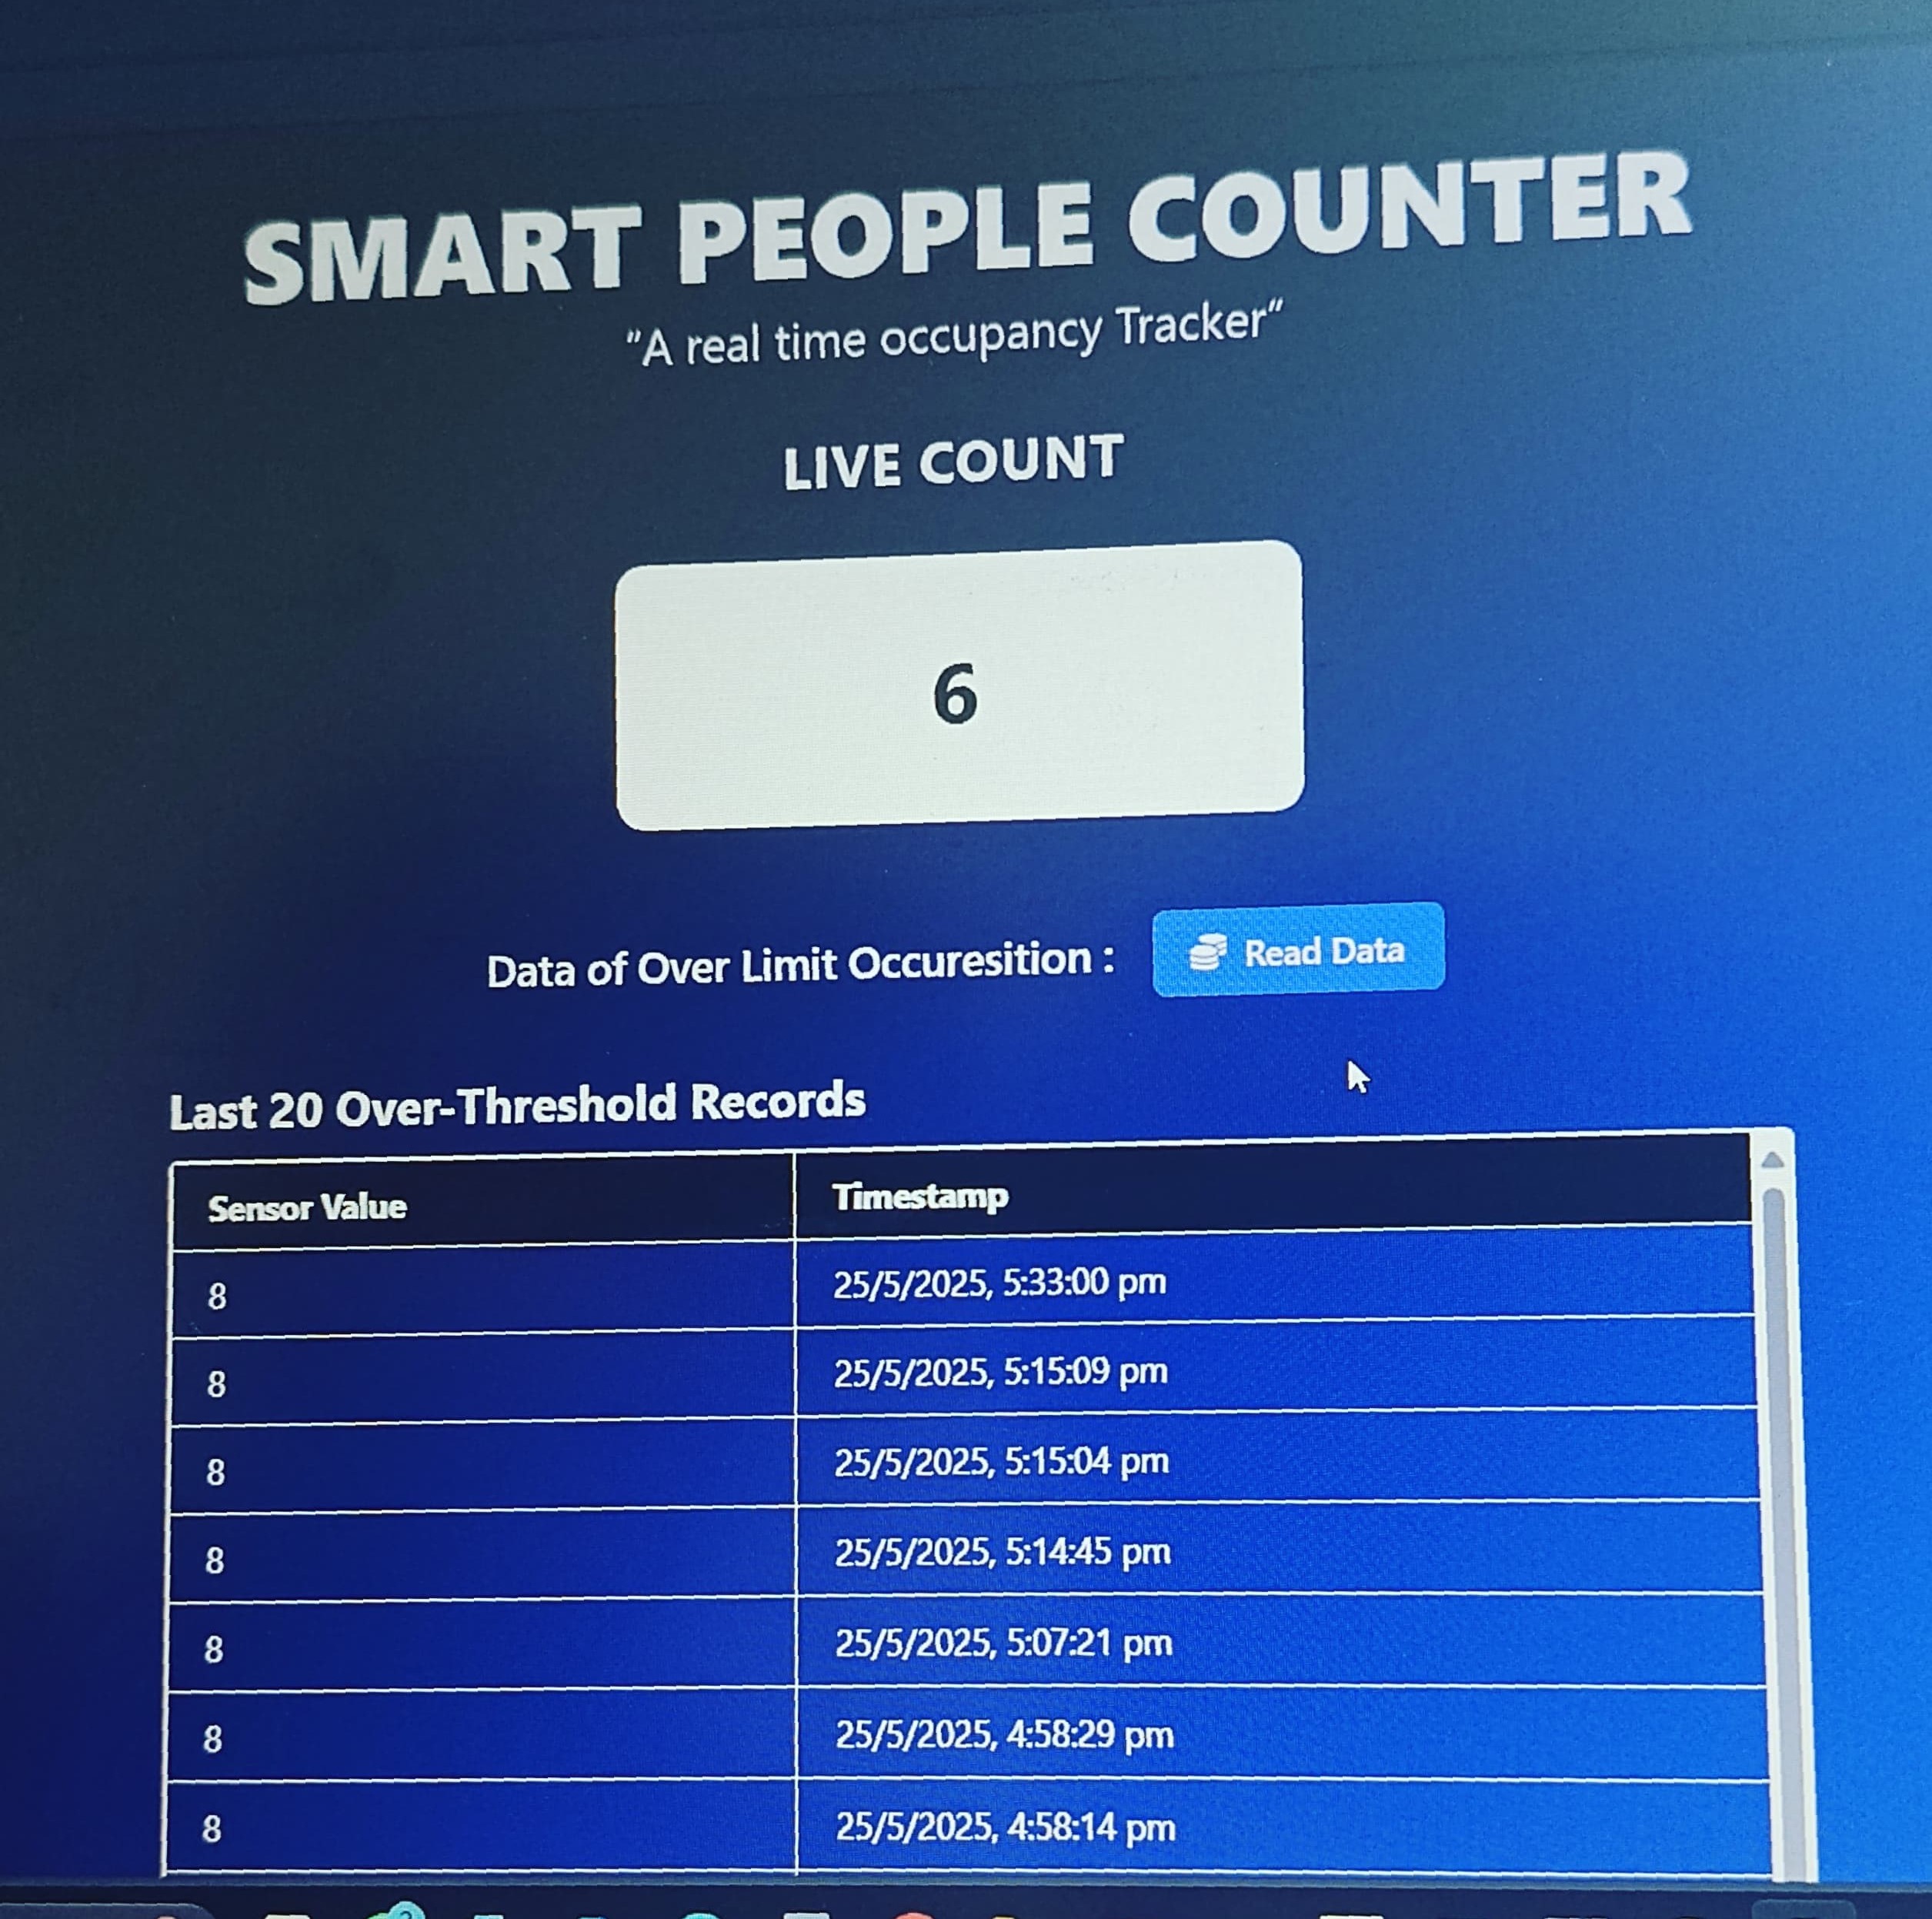 SMART PEOPLE COUNTER
"A real time occupancy Tracker"
LIVE COUNT
6
Data of Over Limit Occuresition : Read Data
Last 20 Over-Threshold Records
Sensor Value Timestamp
8 25/5/2025, 5:33:00 pm
8 25/5/2025, 5:15:09 pm
8 25/5/2025, 5:15:04 pm
8 25/5/2025, 5:14:45 pm
8 25/5/2025, 5:07:21 pm
8 25/5/2025, 4:58:29 pm
8 25/5/2025, 4:58:14 pm